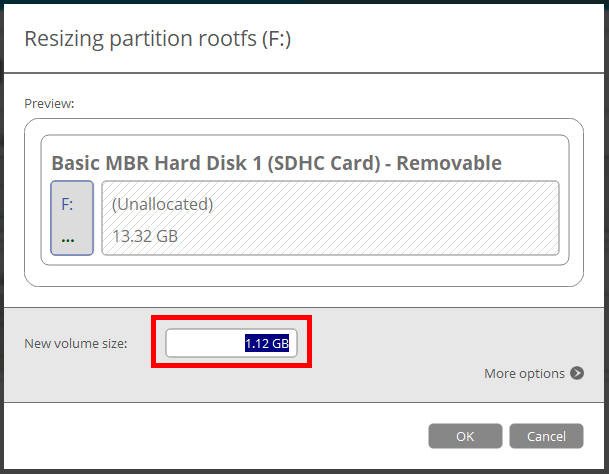 Resizing partition rootfs (F:)
Preview:
Basic MBR Hard Disk 1 (SDHC Card) - Removable
F:
...
(Unallocated)
13.32 GB
New volume size:
1.12 GB
More options
OK
Cancel